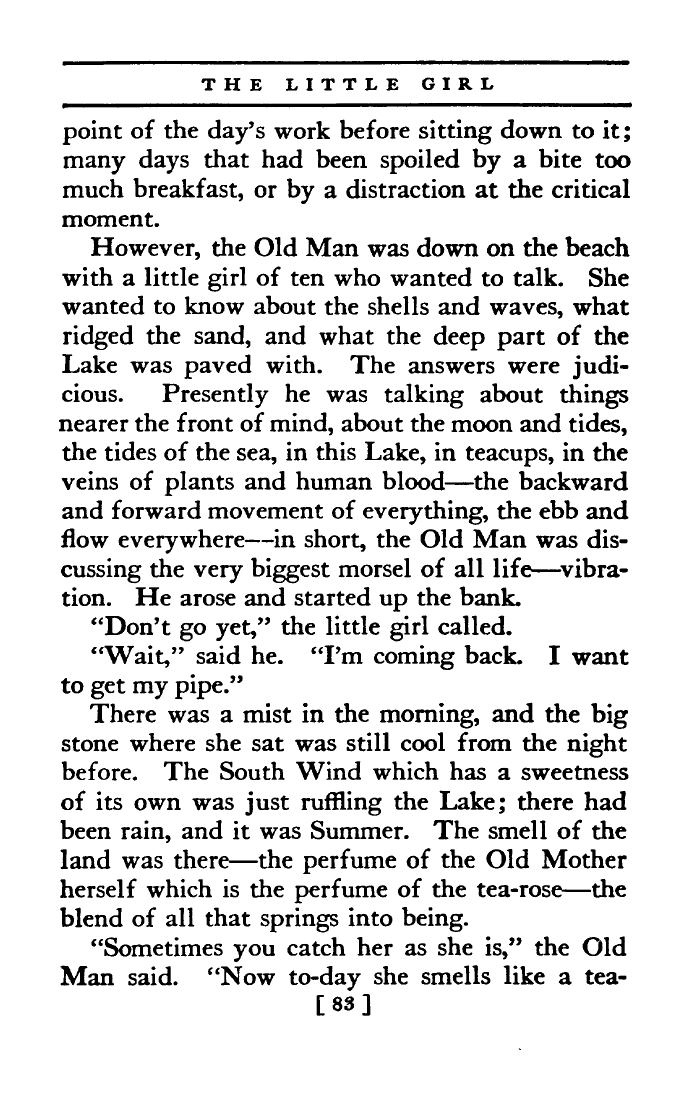 THE LITTLE GIRL
point of the day's work before sitting down to it;
many days that had been spoiled by a bite too
much breakfast, or by a distraction at the critical
moment.
However, the Old Man was down on the beach
with a little girl of ten who wanted to talk. She
wanted to know about the shells and waves, what
ridged the sand, and what the deep part of the
Lake was paved with. The answers were judi-
cious. Presently he was talking about things
nearer the front of mind, about the moon and tides,
the tides of the sea, in this Lake, in teacups, in the
veins of plants and human blood—the backward
and forward movement of everything, the ebb and
flow everywhere—in short, the Old Man was dis-
cussing the very biggest morsel of all life—vibra-
tion. He arose and started up the bank.
"Don't go yet," the little girl called.
"Wait," said he. "I'm coming back. I want
to get my pipe."
There was a mist in the morning, and the big
stone where she sat was still cool from the night
before. The South Wind which has a sweetness
of its own was just ruffling the Lake; there had
been rain, and it was Summer. The smell of the
land was there—the perfume of the Old Mother
herself which is the perfume of the tea-rose—the
blend of all that springs into being.
"Sometimes you catch her as she is," the Old
Man said. "Now to-day she smells like a tea-
[ 83 ]